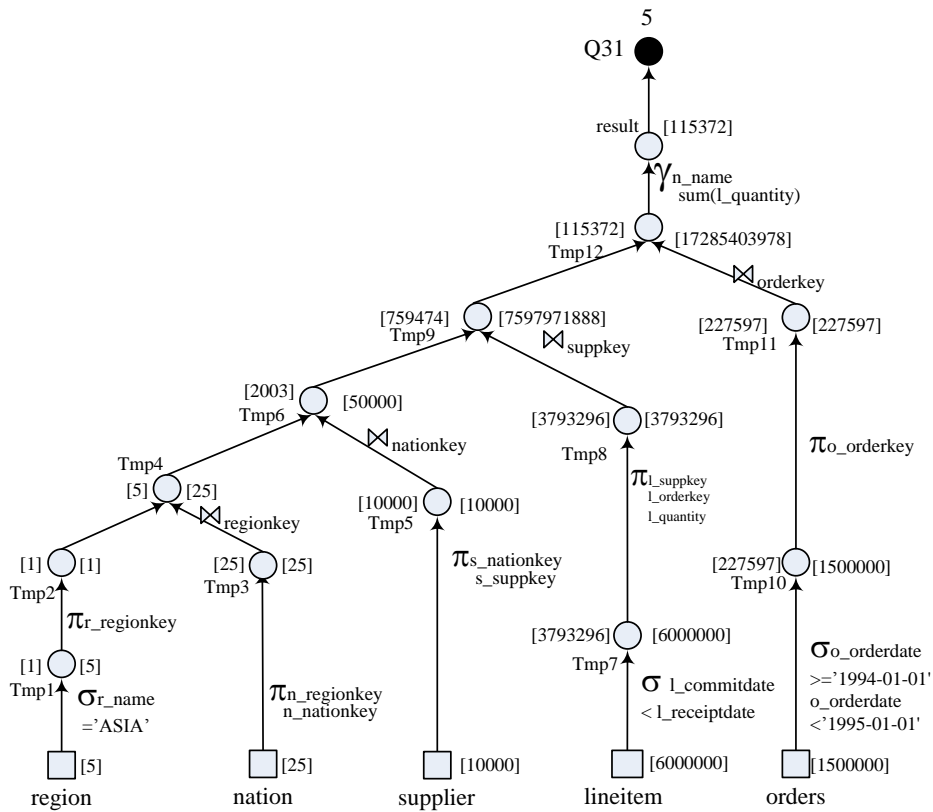 5
Q31
result [115372]
γn_name
sum(l_quantity)
[115372] [17285403978]
Tmp12
⋈ orderkey
[759474] [7597971888]
Tmp9
⋈ suppkey
[227597] [227597]
Tmp11
[2003] [50000]
Tmp6
⋈ nationkey
[3793296] [3793296]
Tmp8
πo_orderkey
Tmp4
[5] [25]
⋈ regionkey
[10000] [10000]
Tmp5
πl_suppkey
l_orderkey
l_quantity
[1] [1]
Tmp2
[25] [25]
Tmp3
πs_nationkey
s_suppkey
[227597] [1500000]
Tmp10
πr_regionkey
[3793296] [6000000]
Tmp7
[1] [5]
Tmp1
σr_name
='ASIA’
πn_regionkey
n_nationkey
σ l_commitdate
< l_receiptdate
σo_orderdate
>='1994-01-01'
o_orderdate
<'1995-01-01'
[5] [25] [10000] [6000000] [1500000]
region nation supplier lineitem orders